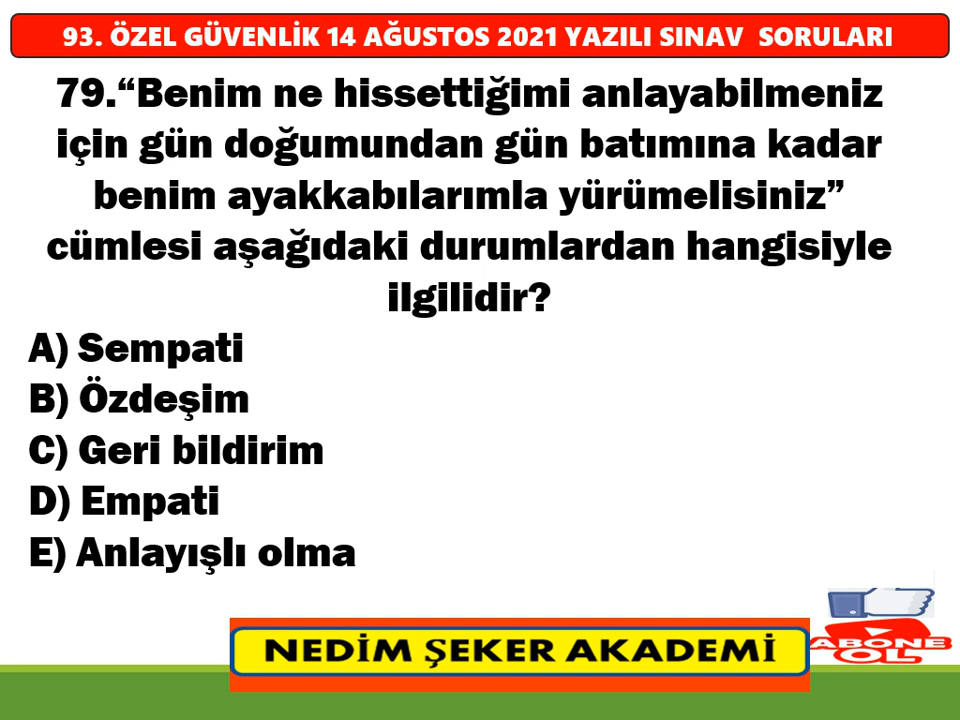 93. ÖZEL GÜVENLİK 14 AĞUSTOS 2021 YAZILI SINAV SORULARI
79.“Benim ne hissettiğimi anlayabilmeniz
için gün doğumundan gün batımına kadar
benim ayakkabılarımla yürümelisiniz”
cümlesi aşağıdaki durumlardan hangisiyle
ilgilidir?
A) Sempati
B) Özdeşim
C) Geri bildirim
D) Empati
E) Anlayışlı olma
ABONE
OL
NEDİM ŞEKER AKADEMİ